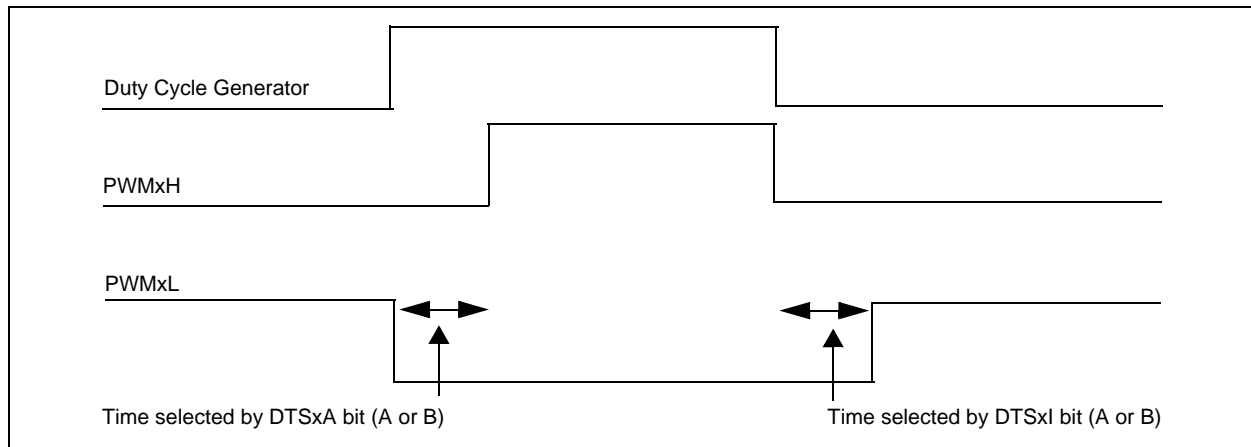 Duty Cycle Generator
PWMxH
PWMxL
Time selected by DTSxA bit (A or B)
Time selected by DTSxI bit (A or B)